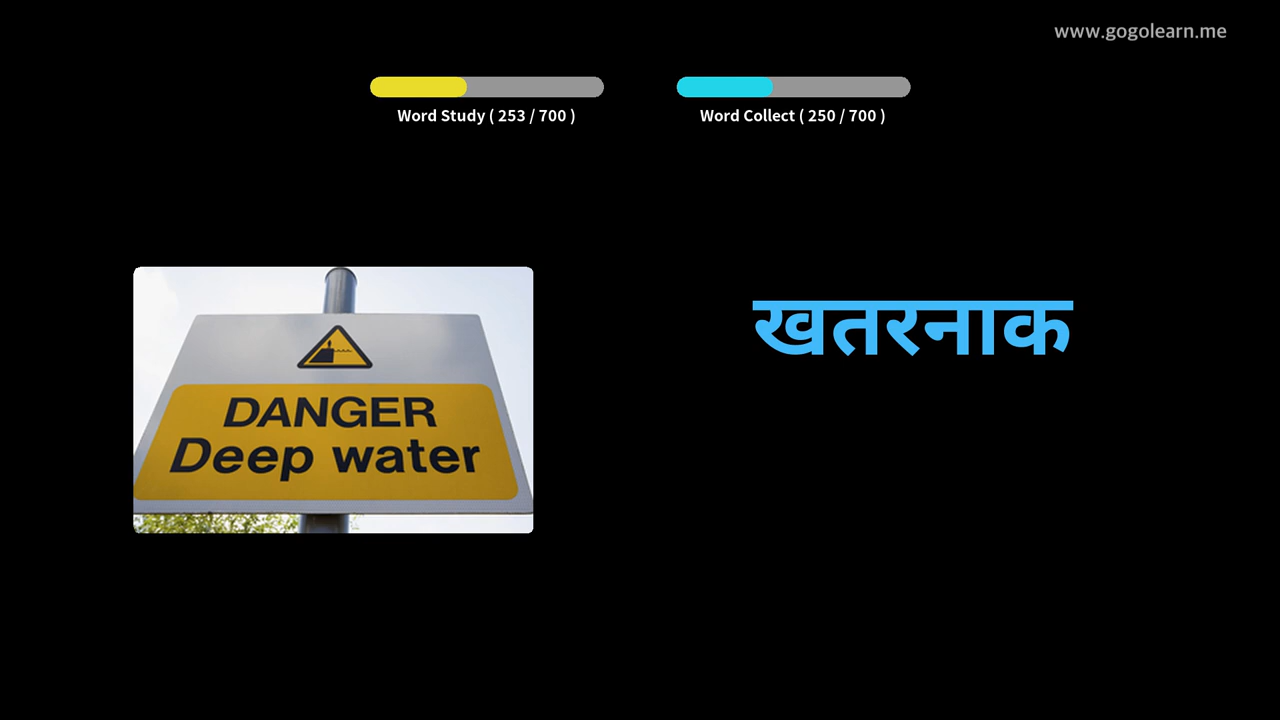 www.gogolearn.me
Word Study ( 253 / 700 )
Word Collect ( 250 / 700 )
DANGER
Deep water
खतरनाक